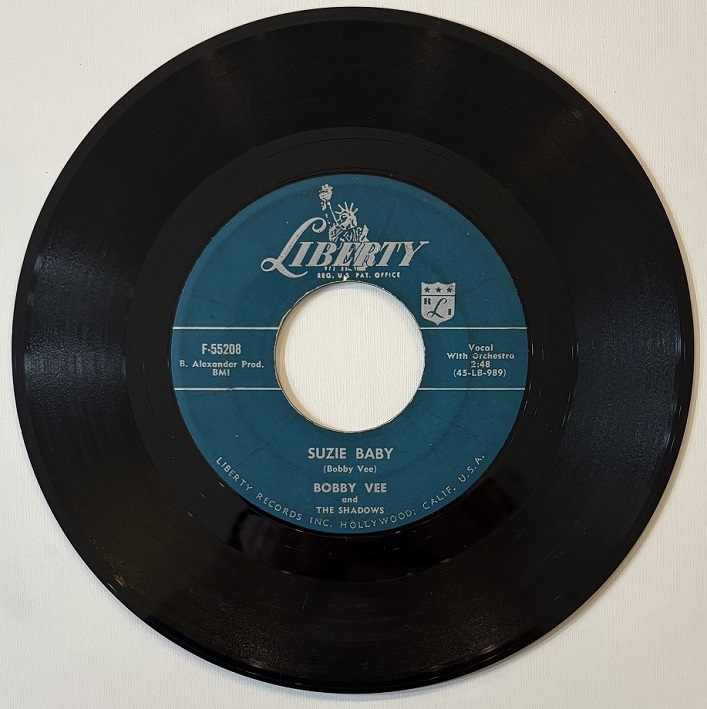 LIBERTY
REG. U.S. PAT. OFFICE
R L I
F-55208
B. Alexander Prod.
BMI
Vocal
With Orchestra
2:48
(45-LB-989)
SUZIE BABY
(Bobby Vee)
BOBBY VEE
and
THE SHADOWS
LIBERTY RECORDS INC. HOLLYWOOD, CALIF. U.S.A.